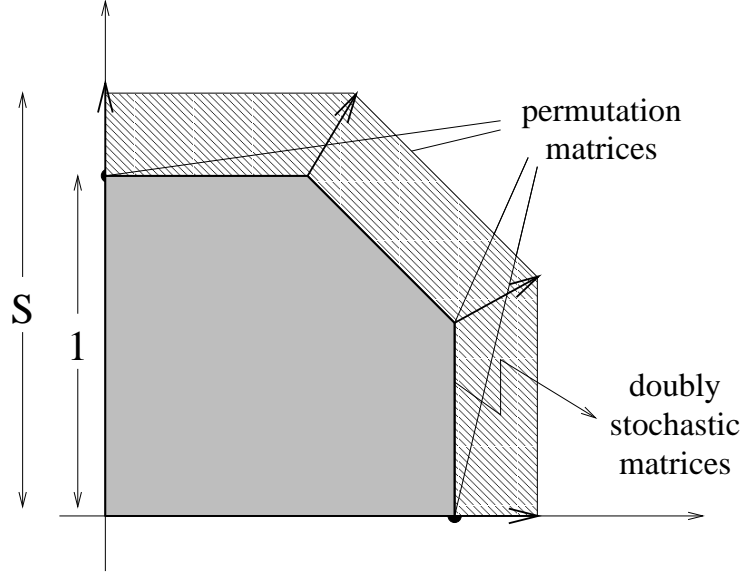 permutation
matrices
S
1
doubly
stochastic
matrices